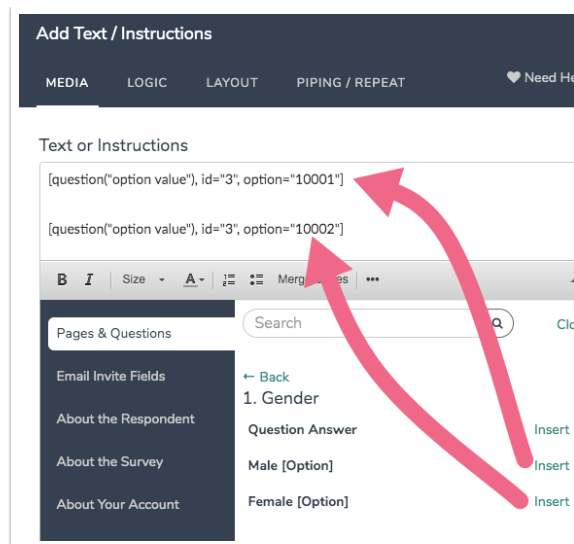 Add Text / Instructions
MEDIA LOGIC LAYOUT PIPING / REPEAT Need He
Text or Instructions
[question("option value"), id="3", option="10001"]
[question("option value"), id="3", option="10002"]
B I Size A
Pages & Questions
Search
Clo
Email Invite Fields
← Back
1. Gender
About the Respondent
Question Answer Insert
About the Survey
Male [Option] Insert
About Your Account
Female [Option] Insert